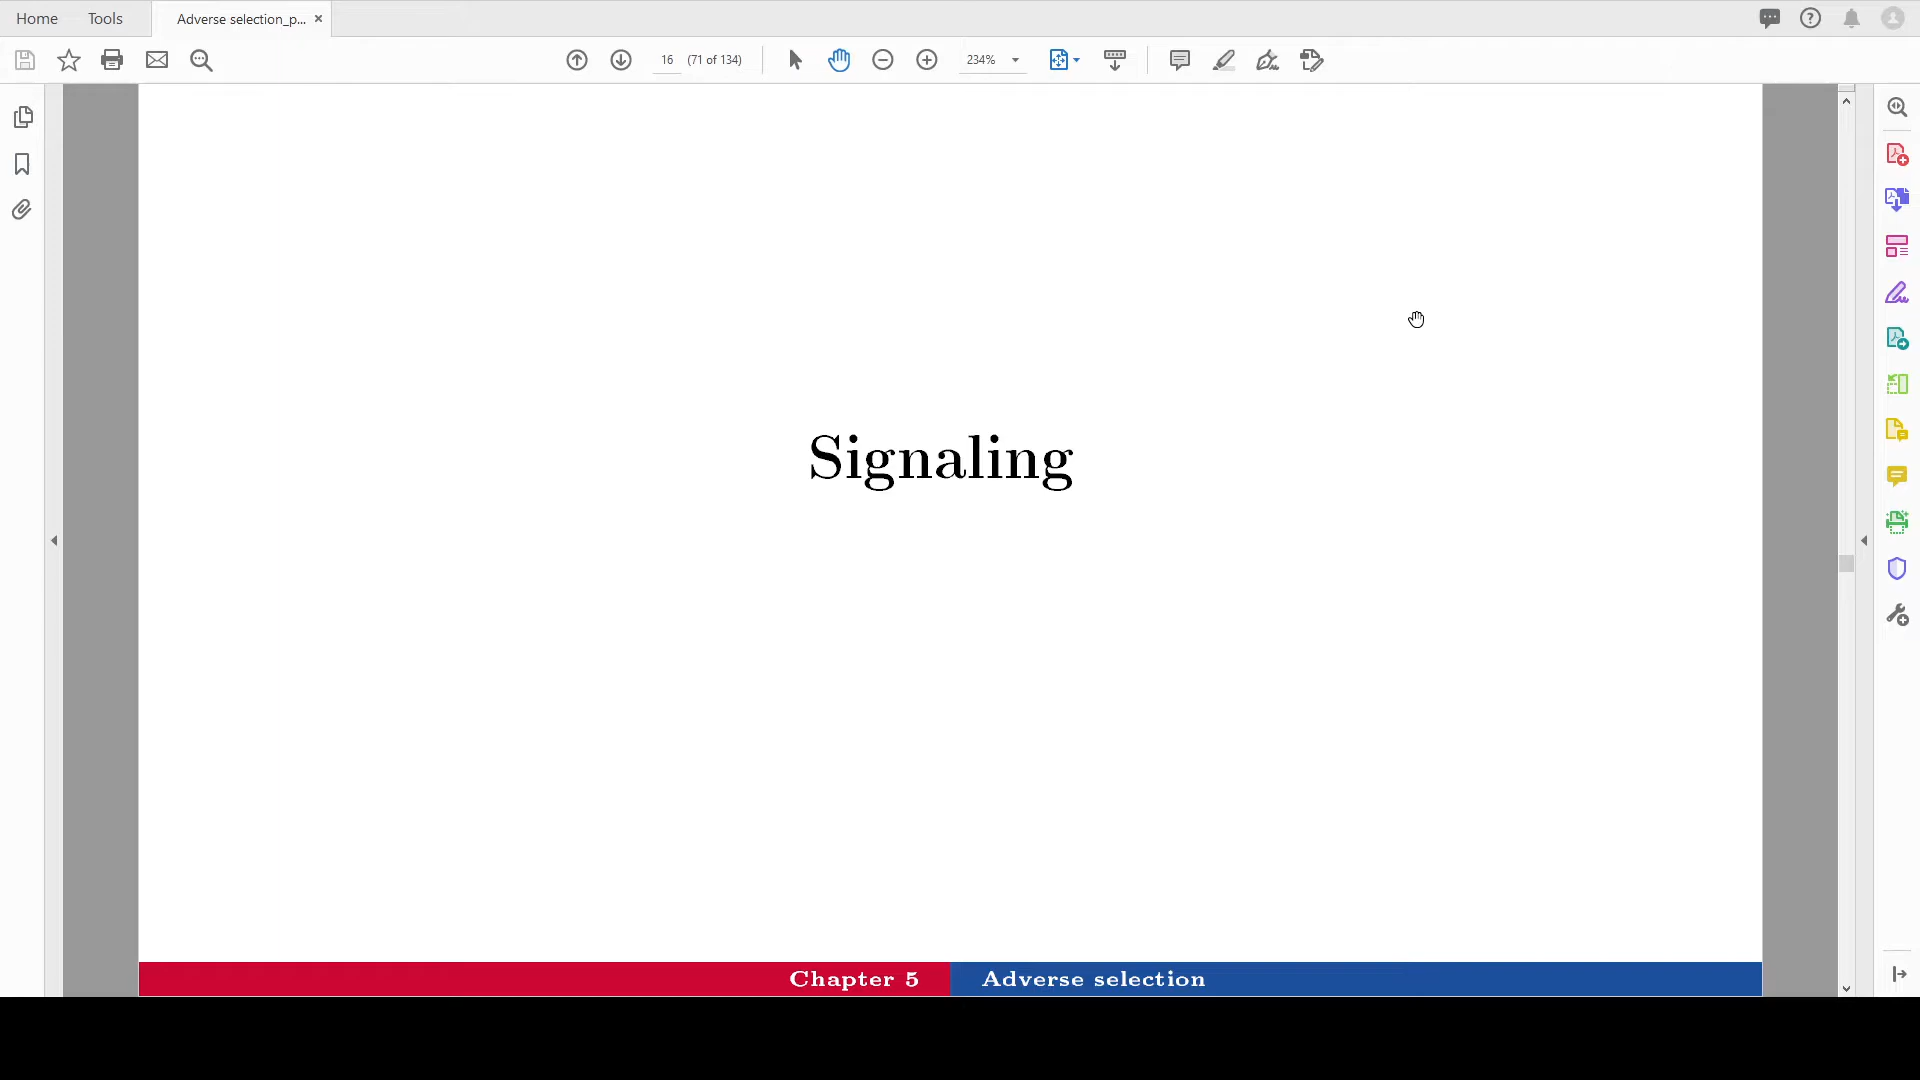 Home Tools Adverse selection_p... ×
16 (71 of 134) 234%
Signaling
Chapter 5 Adverse selection